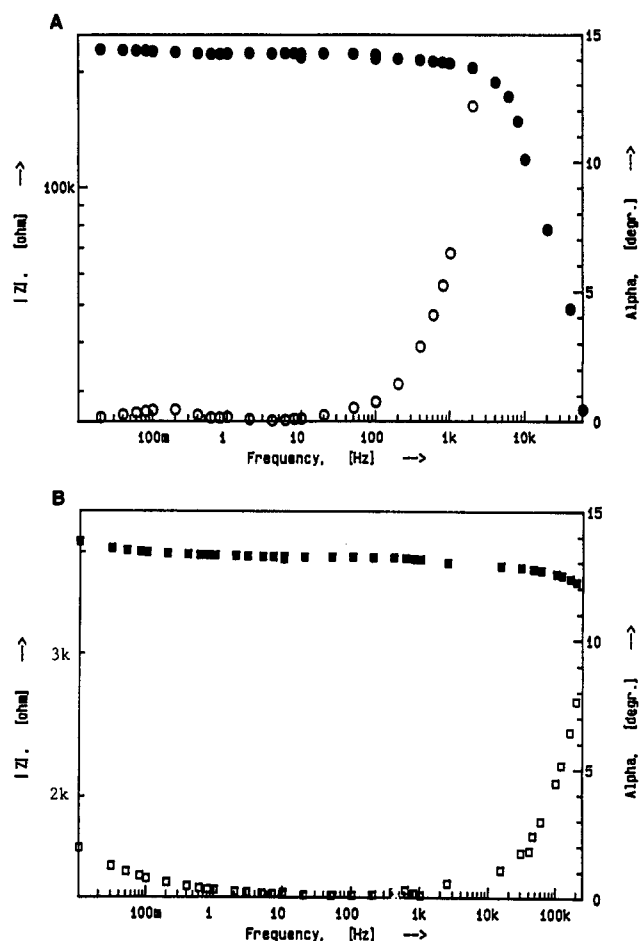 A
15
10
5
0
100k
|Z|. [ohm] —>
Alpha, [degr.] —>
100m 1 10 100 1k 10k
Frequency, [Hz] —>
B
15
10
5
0
3k
2k
|Z|. [ohm] —>
Alpha, [degr.] —>
100m 1 10 100 1k 10k 100k
Frequency, [Hz] —>